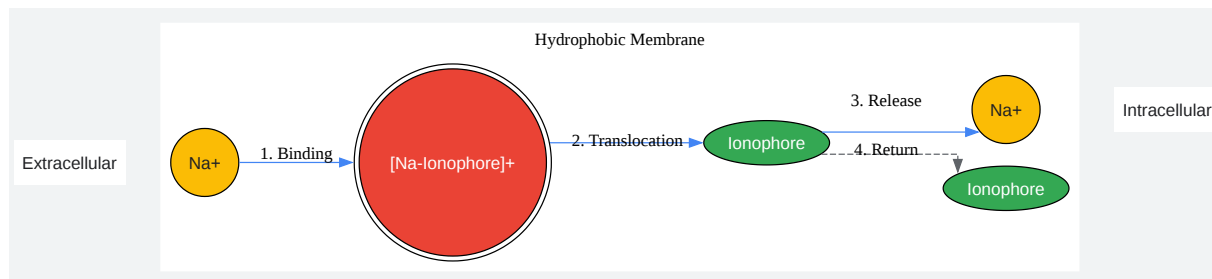 Hydrophobic Membrane
Extracellular
Na+
1. Binding
[Na-Ionophore]+
2. Translocation
Ionophore
3. Release
Na+
4. Return
Ionophore
Intracellular